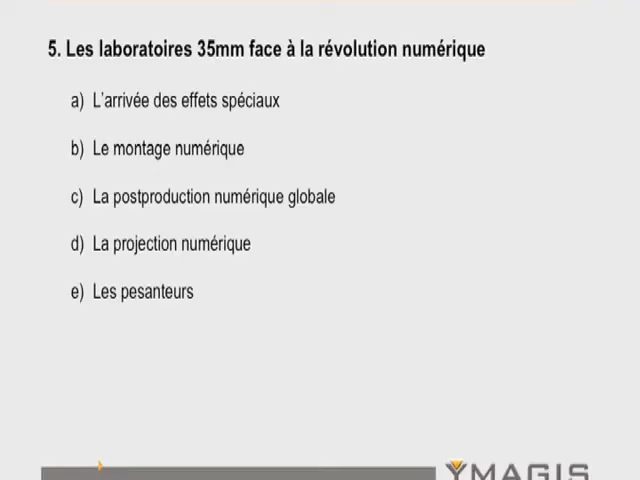 5. Les laboratoires 35mm face à la révolution numérique
a) L'arrivée des effets spéciaux
b) Le montage numérique
c) La postproduction numérique globale
d) La projection numérique
e) Les pesanteurs
YMAGIS